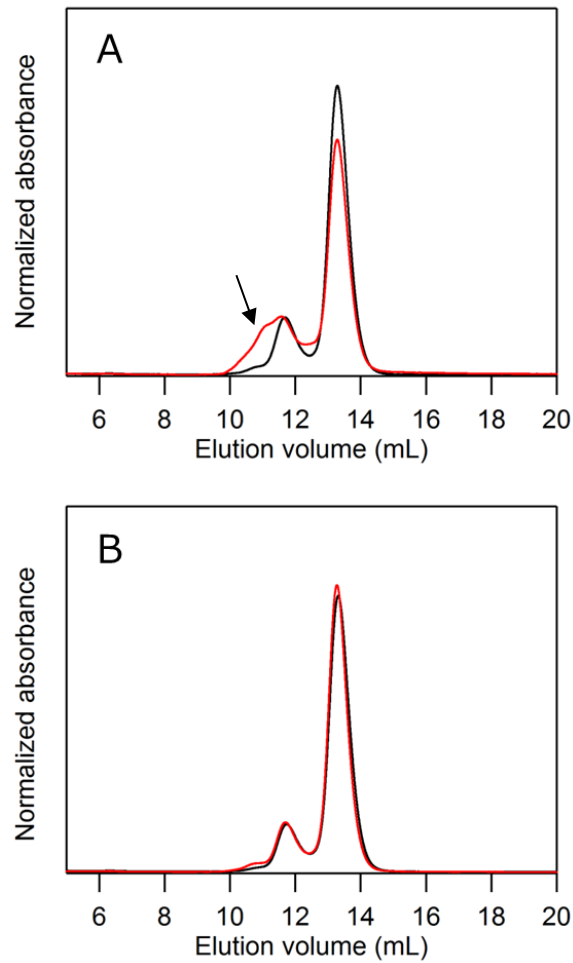 A
Normalized absorbance
6 8 10 12 14 16 18 20
Elution volume (mL)
B
Normalized absorbance
6 8 10 12 14 16 18 20
Elution volume (mL)